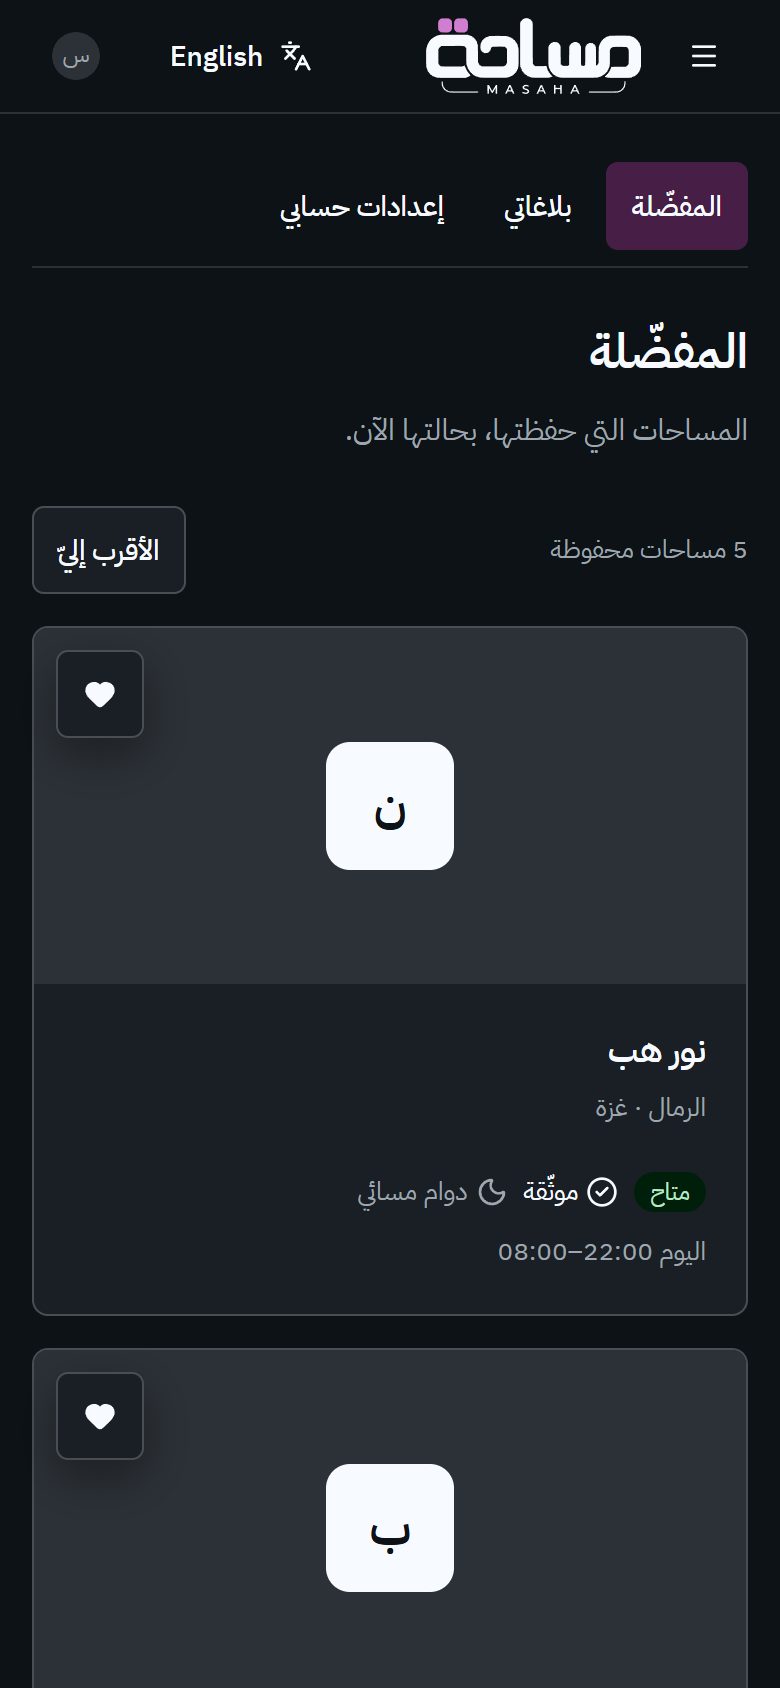 مساحة
MASAHA
English
س
المفضّلة
بلاغاتي
إعدادات حسابي
المفضّلة
المساحات التي حفظتها، بحالتها الآن.
5 مساحات محفوظة
الأقرب إليّ
ن
نور هب
الرمال · غزة
متاح موثّقة دوام مسائي
اليوم 08:00–22:00
ب